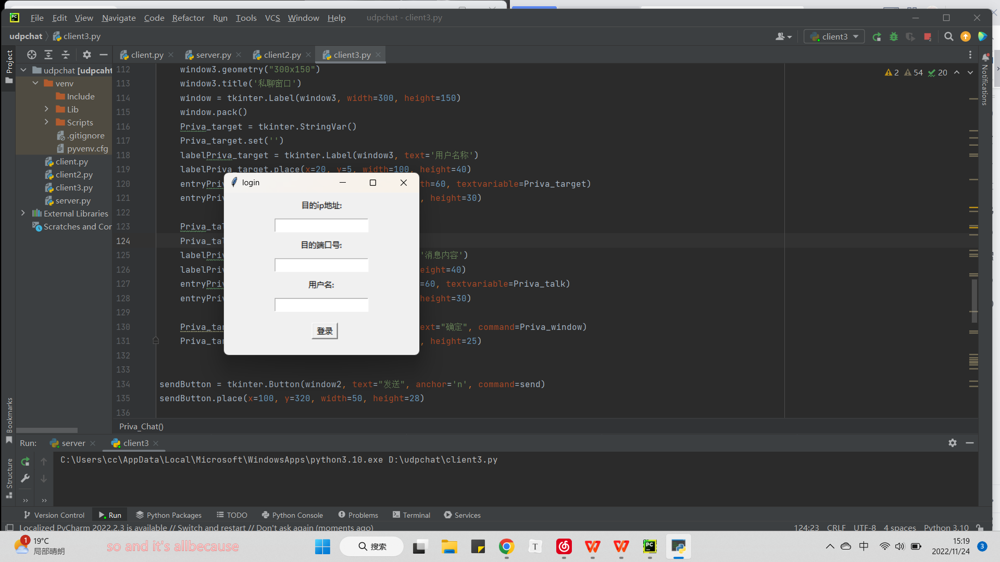 File Edit View Navigate Code Refactor Run Tools VCS Window Help udpchat - client3.py
udpchat client3.py client3
Project client.py server.py client2.py client3.py
udpchat [udpcaht
venv
Include
Lib
Scripts
.gitignore
pyvenv.cfg
client.py
client2.py
client3.py
server.py
External Libraries
Scratches and Cor
2 54 20
Notifications
112 window3.geometry("300x150")
113 window3.title('私聊窗口')
114 window = tkinter.Label(window3, width=300, height=150)
115 window.pack()
116 Priva_target = tkinter.StringVar()
117 Priva_target.set('')
118 labelPriva_target = tkinter.Label(window3, text='用户名称')
119 labelPriva_target.place(x=20, y=5, width=100, height=40)
120 entryPriv th=60, textvariable=Priva_target)
121 entryPriv , height=30)
122
123 Priva_tal
124 Priva_tal
125 labelPriv '消息内容')
126 labelPriv eight=40)
127 entryPriv =60, textvariable=Priva_talk)
128 entryPriv height=30)
129
130 Priva_tar ext="确定", command=Priva_window)
131 Priva_tar , height=25)
132
133
134 sendButton = tkinter.Button(window2, text="发送", anchor='n', command=send)
135 sendButton.place(x=100, y=320, width=50, height=28)
136
login
目的ip地址:
目的端口号:
用户名:
登录
Priva_Chat()
Bookmarks
Structure
Run: server client3
C:\Users\cc\AppData\Local\Microsoft\WindowsApps\python3.10.exe D:\udpchat\client3.py
Version Control Run Python Packages TODO Python Console Problems Terminal Services
Localized PyCharm 2022.2.3 is available // Switch and restart // Don't ask again (moments ago) 124:23 CRLF UTF-8 4 spaces Python 3.10
1 19°C
局部晴朗
so and it's allbecause
搜索
中
15:19
2022/11/24
3